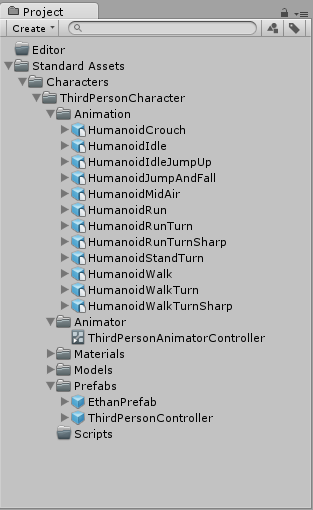 Project
Create
Editor
Standard Assets
Characters
ThirdPersonCharacter
Animation
HumanoidCrouch
HumanoidIdle
HumanoidIdleJumpUp
HumanoidJumpAndFall
HumanoidMidAir
HumanoidRun
HumanoidRunTurn
HumanoidRunTurnSharp
HumanoidStandTurn
HumanoidWalk
HumanoidWalkTurn
HumanoidWalkTurnSharp
Animator
ThirdPersonAnimatorController
Materials
Models
Prefabs
EthanPrefab
ThirdPersonController
Scripts